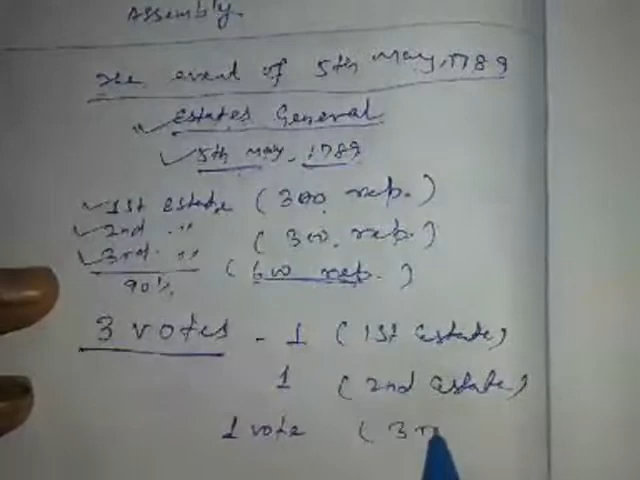 Assembly.
The event of 5th May, 1789
" Estates General
✓ 5th May, 1789
✓ 1st estate (300 rep.)
✓ 2nd " (300 rep.)
✓ 3rd " (600 rep.)
90%
3 votes - 1 (1st Estate)
1 (2nd Estate)
1 vote (3r